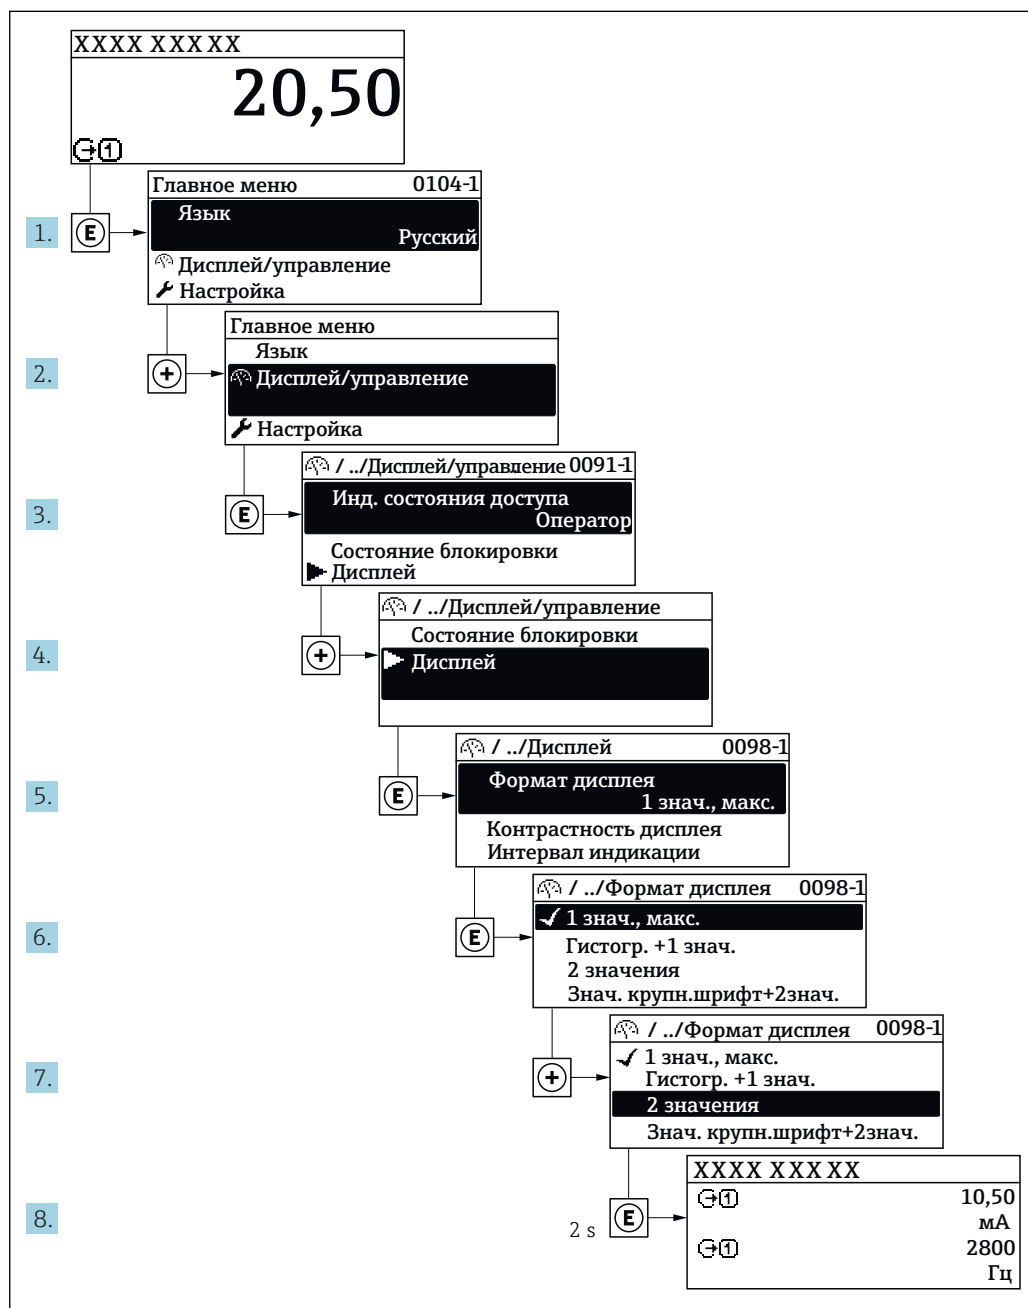 XXXX XXX XX
20,50
1
Главное меню 0104-1
Язык
Русский
Дисплей/управление
Настройка
1. E
Главное меню
Язык
Дисплей/управление
Настройка
2. +
/ ../Дисплей/управление 0091-1
Инд. состояния доступа
Оператор
Состояние блокировки
Дисплей
3. E
/ ../Дисплей/управление
Состояние блокировки
Дисплей
4. +
/ ../Дисплей 0098-1
Формат дисплея
1 знач., макс.
Контрастность дисплея
Интервал индикации
5. E
/ ../Формат дисплея 0098-1
1 знач., макс.
Гистогр. +1 знач.
2 значения
Знач. крупн.шрифт+2знач.
6. E
/ ../Формат дисплея 0098-1
1 знач., макс.
Гистогр. +1 знач.
2 значения
Знач. крупн.шрифт+2знач.
7. +
XXXX XXX XX
1 10,50
мА
1 2800
Гц
8. 2 s E